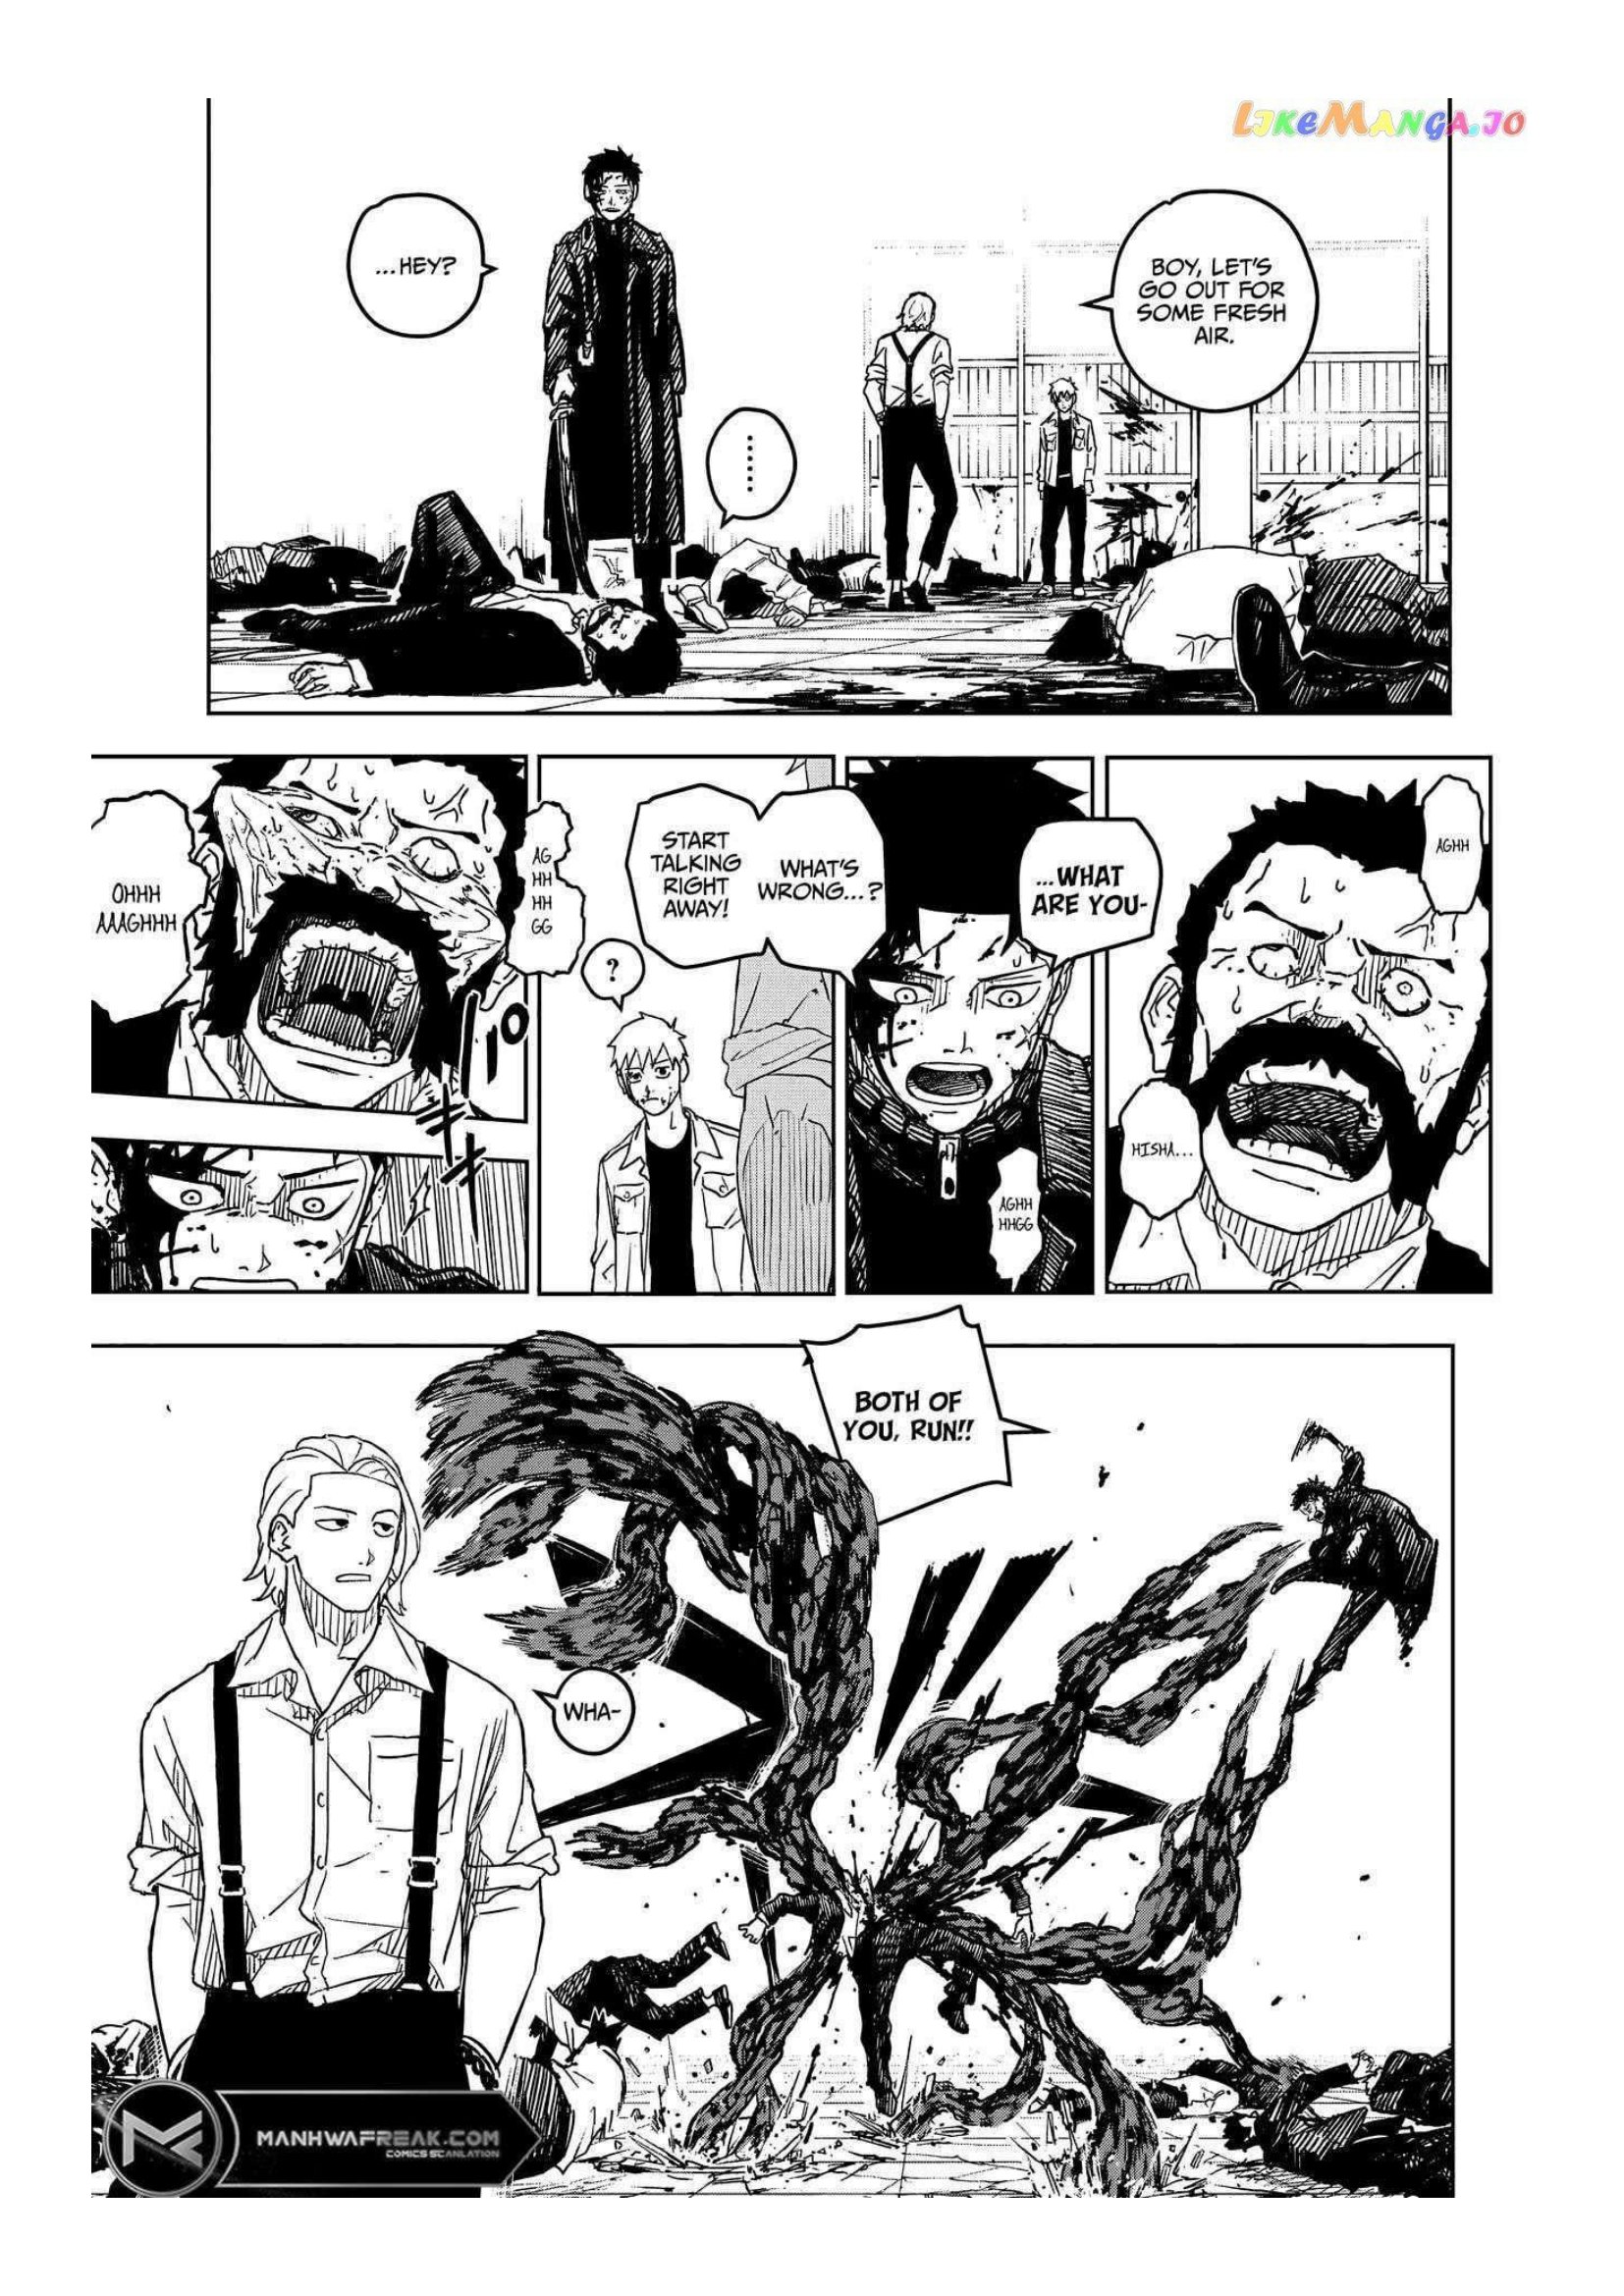 LIKEMANGA.IO
BOY, LET'S
GO OUT FOR
SOME FRESH
AIR.
...HEY?
.......
AGHH
HISHA...
...WHAT
ARE YOU-
AGHH
HHGG
WHAT'S
WRONG...?
START
TALKING
RIGHT
AWAY!
?
AG
HH
HH
GG
OHHH
AAAGHHH
BOTH OF
YOU, RUN!!
WHA-
MANHWAFREAK.COM
COMICS SCANLATION